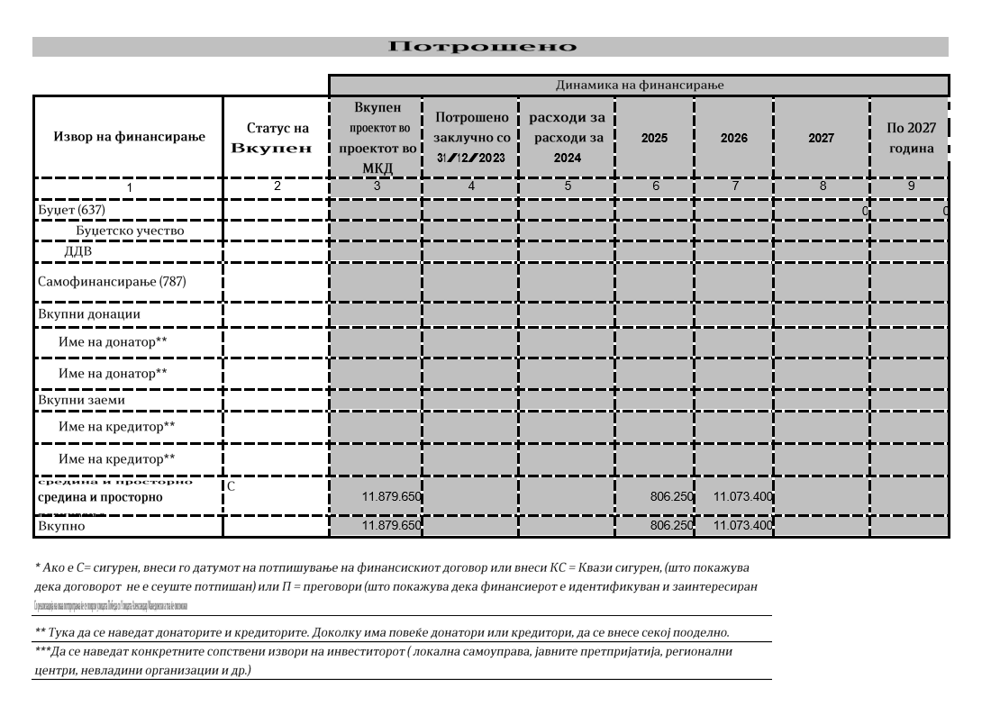 Потрошено
Динамика на финансирање
Извор на финансирање
Статус на
Вкупен
Вкупен
проектот во
проектот во
МКД
Потрошено
заклучно со
31/12/2023
расходи за
расходи за
2024
2025
2026
2027
По 2027
година
1 2 3 4 5 6 7 8 9
Буџет (637) 0 0
Буџетско учество
ДДВ
Самофинансирање (787)
Вкупни донации
Име на донатор**
Име на донатор**
Вкупни заеми
Име на кредитор**
Име на кредитор**
средина и просторно
средина и просторно
С 11.879.650 806.250 11.073.400
Вкупно 11.879.650 806.250 11.073.400
* Ако е С= сигурен, внеси го датумот на потпишување на финансискиот договор или внеси КС = Квази сигурен, (што покажува
дека договорот не е сеуште потпишан) или П = преговори (што покажува дека финансиерот е идентификуван и заинтересиран
** Тука да се наведат донаторите и кредиторите. Доколку има повеќе донатори или кредитори, да се внесе секој поделно.
***Да се наведат конкретните сопствени извори на инвеститорот ( локална самоуправа, јавните претпријатија, регионални
центри, невладини организации и др.)